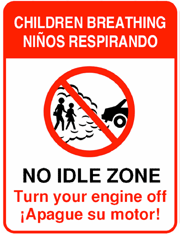 CHILDREN BREATHING
NIÑOS RESPIRANDO
NO IDLE ZONE
Turn your engine off
¡Apague su motor!